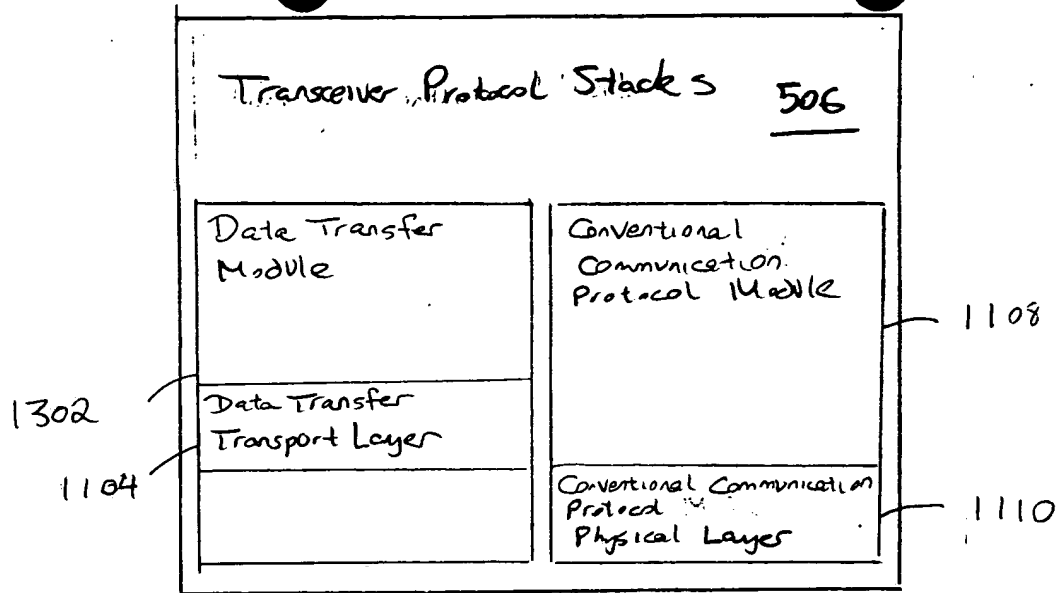 Transceiver Protocol Stacks 506
Data Transfer
Module
Conventional
Communication
Protocol Module
1108
1302
Data Transfer
Transport Layer
1104
Conventional Communication
Protocol
Physical Layer
1110